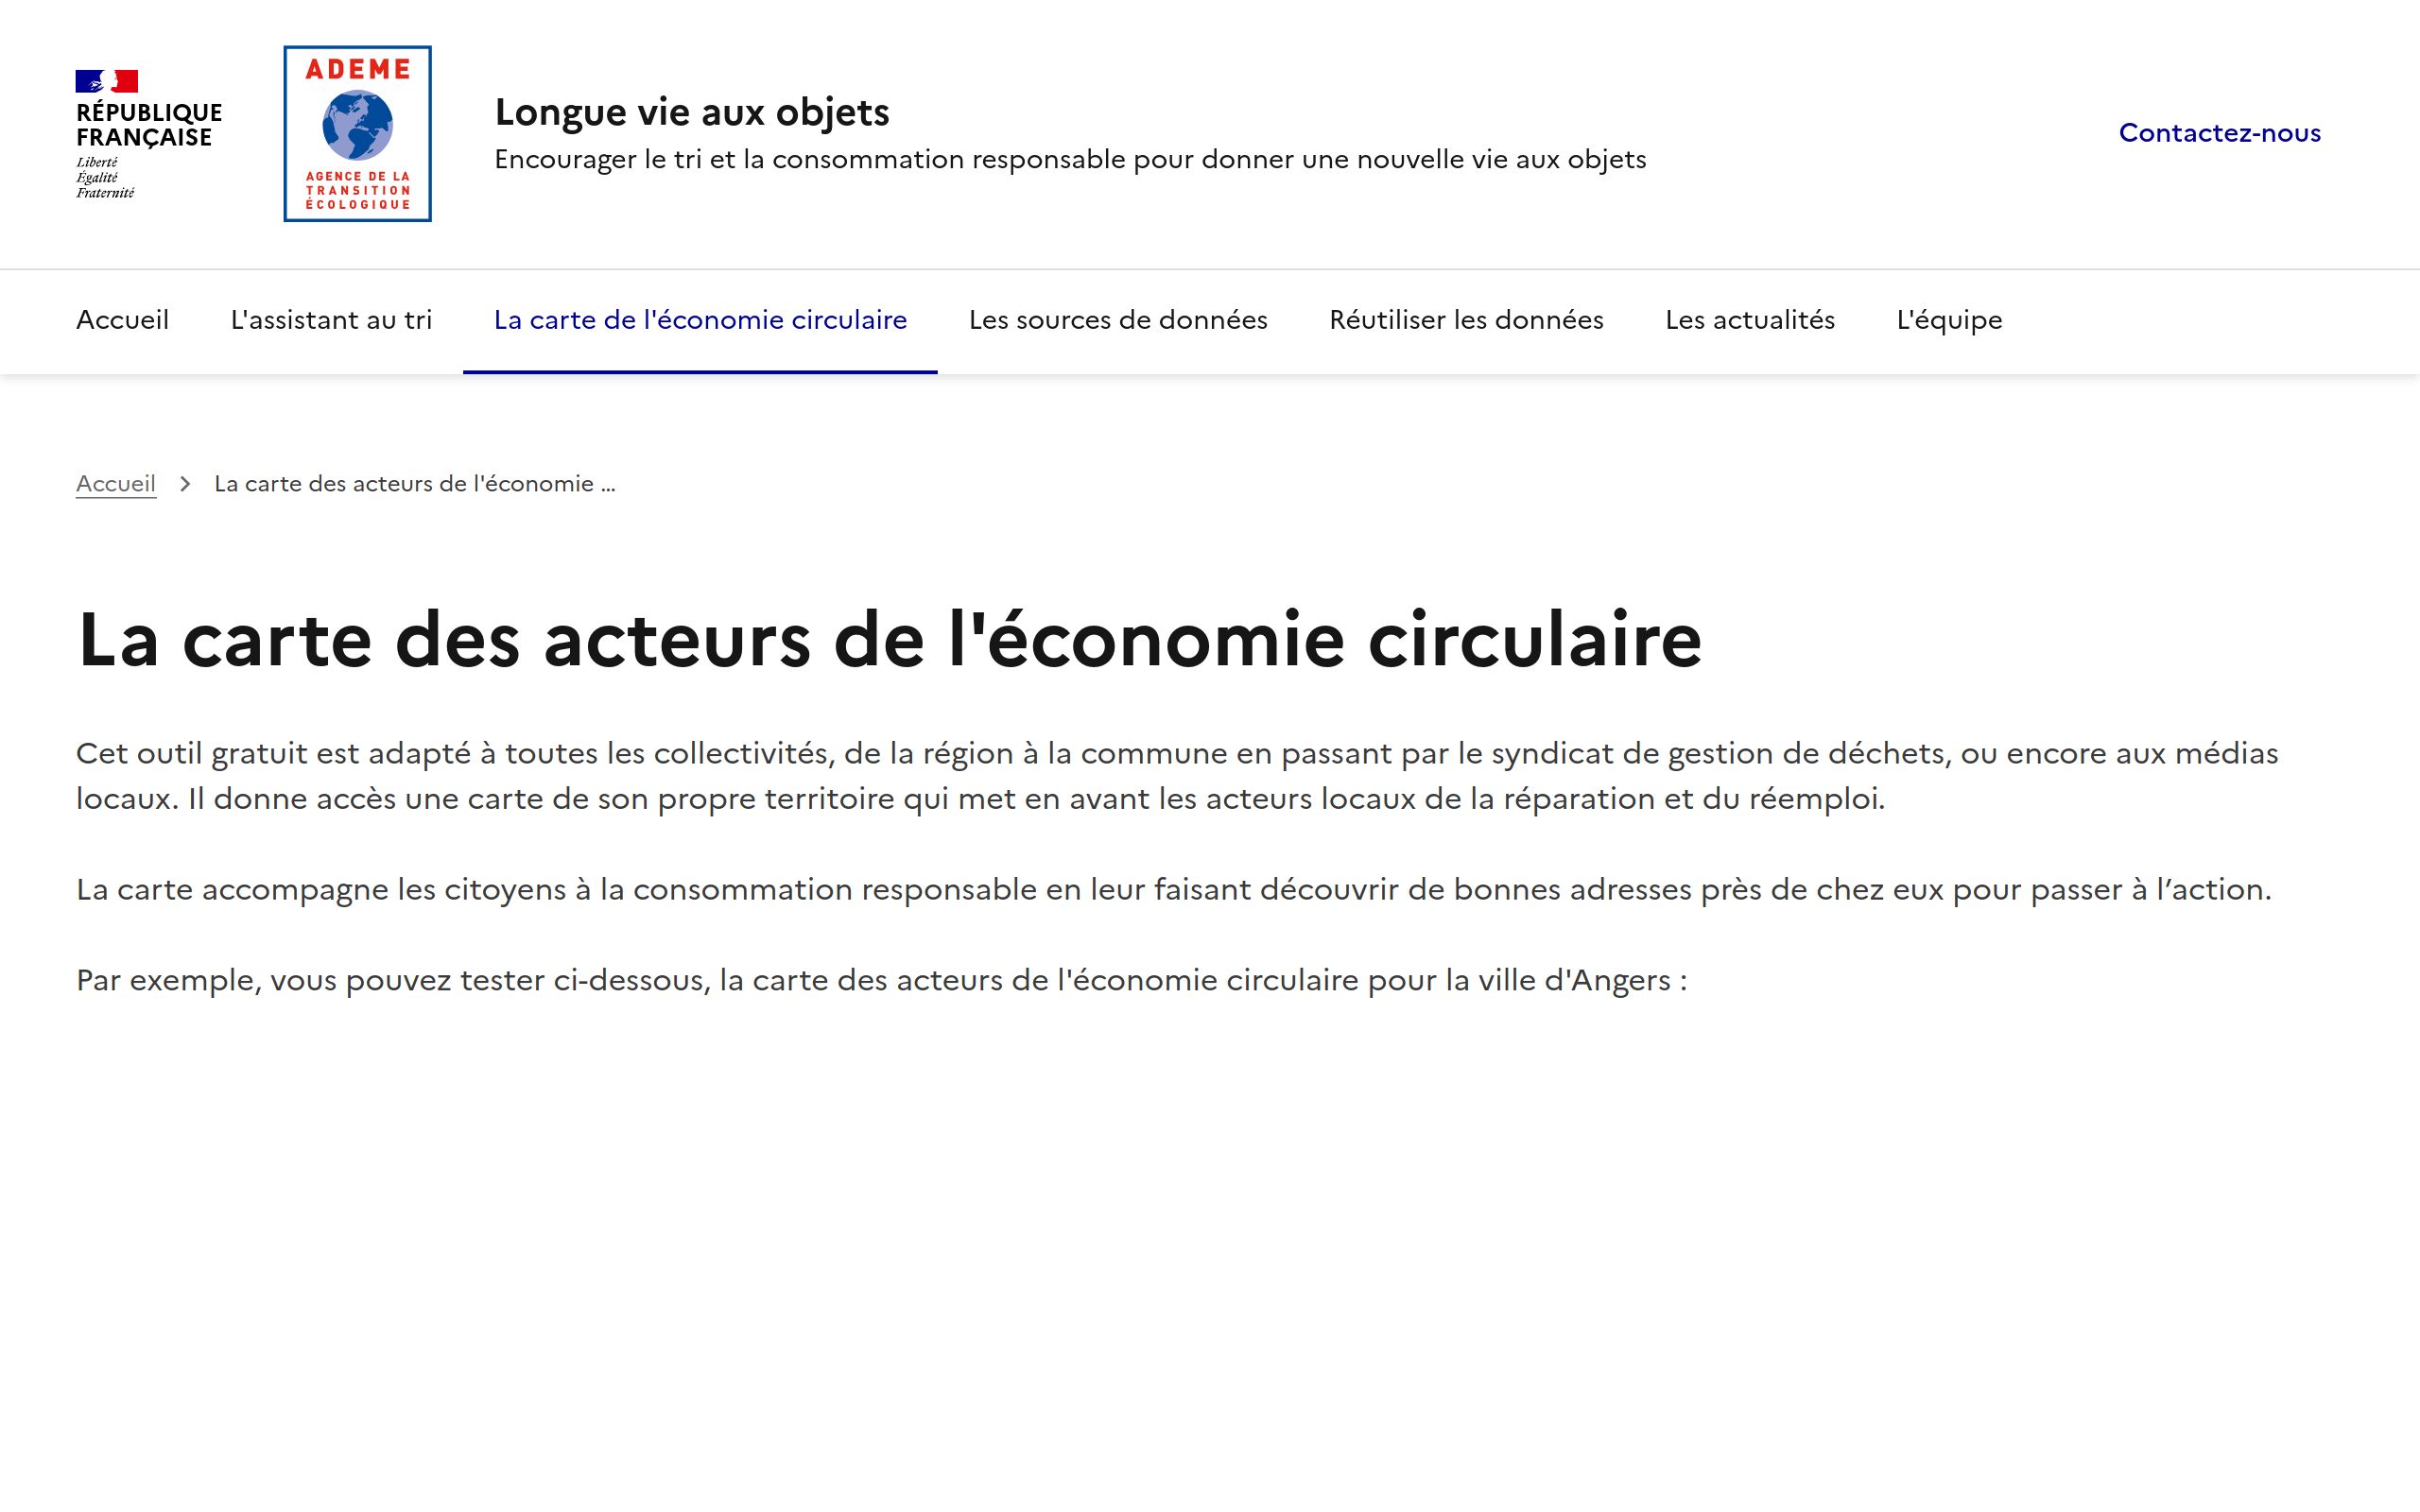 RÉPUBLIQUE
FRANÇAISE
Liberté
Égalité
Fraternité
ADEME
AGENCE DE LA
TRANSITION
ÉCOLOGIQUE
Longue vie aux objets
Encourager le tri et la consommation responsable pour donner une nouvelle vie aux objets
Contactez-nous
Accueil L'assistant au tri La carte de l'économie circulaire Les sources de données Réutiliser les données Les actualités L'équipe
Accueil La carte des acteurs de l'économie ...
La carte des acteurs de l'économie circulaire
Cet outil gratuit est adapté à toutes les collectivités, de la région à la commune en passant par le syndicat de gestion de déchets, ou encore aux médias
locaux. Il donne accès une carte de son propre territoire qui met en avant les acteurs locaux de la réparation et du réemploi.
La carte accompagne les citoyens à la consommation responsable en leur faisant découvrir de bonnes adresses près de chez eux pour passer à l’action.
Par exemple, vous pouvez tester ci-dessous, la carte des acteurs de l'économie circulaire pour la ville d'Angers :